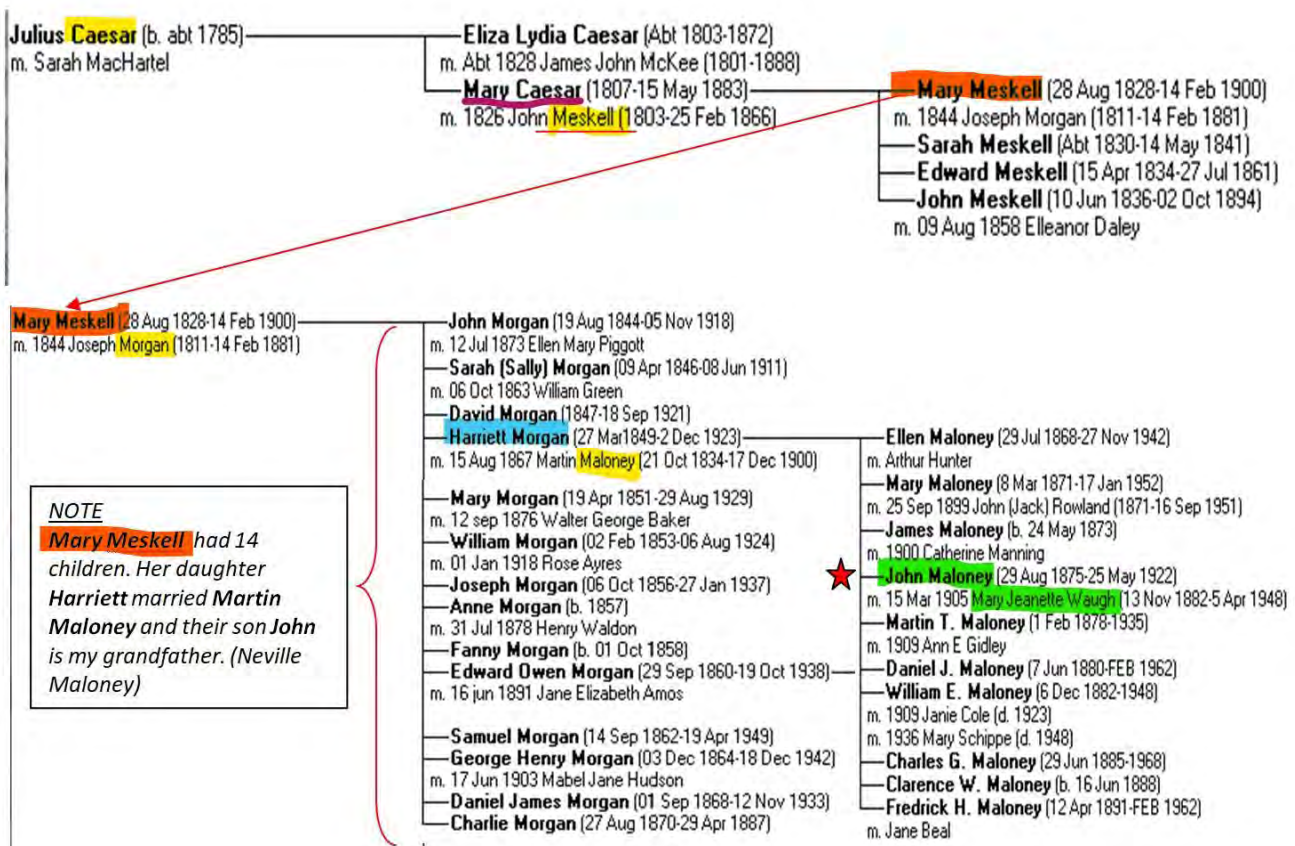 Julius Caesar (b. abt 1785)
m. Sarah MacHartel
Eliza Lydia Caesar (Abt 1803-1872)
m. Abt 1828 James John McKee (1801-1888)
Mary Caesar (1807-15 May 1883)
m. 1826 John Meskell (1803-25 Feb 1866)
Mary Meskell (28 Aug 1828-14 Feb 1900)
m. 1844 Joseph Morgan (1811-14 Feb 1881)
Sarah Meskell (Abt 1830-14 May 1841)
Edward Meskell (15 Apr 1834-27 Jul 1861)
John Meskell (10 Jun 1836-02 Oct 1894)
m. 09 Aug 1858 Elleanor Daley
Mary Meskell (28 Aug 1828-14 Feb 1900)
m. 1844 Joseph Morgan (1811-14 Feb 1881)
NOTE
Mary Meskell had 14
children. Her daughter
Harriett married Martin
Maloney and their son John
is my grandfather. (Neville
Maloney)
John Morgan (19 Aug 1844-05 Nov 1918)
m. 12 Jul 1873 Ellen Mary Piggott
Sarah (Sally) Morgan (09 Apr 1846-08 Jun 1911)
m. 06 Oct 1863 William Green
David Morgan (1847-18 Sep 1921)
Harriett Morgan (27 Mar1849-2 Dec 1923)
m. 15 Aug 1867 Martin Maloney (21 Oct 1834-17 Dec 1900)
Mary Morgan (19 Apr 1851-29 Aug 1929)
m. 12 sep 1876 Walter George Baker
William Morgan (02 Feb 1853-06 Aug 1924)
m. 01 Jan 1918 Rose Ayres
Joseph Morgan (06 Oct 1856-27 Jan 1937)
Anne Morgan (b. 1857)
m. 31 Jul 1878 Henry Waldon
Fanny Morgan (b. 01 Oct 1858)
Edward Owen Morgan (29 Sep 1860-19 Oct 1938)
m. 16 jun 1891 Jane Elizabeth Amos
Samuel Morgan (14 Sep 1862-19 Apr 1949)
George Henry Morgan (03 Dec 1864-18 Dec 1942)
m. 17 Jun 1903 Mabel Jane Hudson
Daniel James Morgan (01 Sep 1868-12 Nov 1933)
Charlie Morgan (27 Aug 1870-29 Apr 1887)
Ellen Maloney (29 Jul 1868-27 Nov 1942)
m. Arthur Hunter
Mary Maloney (8 Mar 1871-17 Jan 1952)
m. 25 Sep 1899 John (Jack) Rowland (1871-16 Sep 1951)
James Maloney (b. 24 May 1873)
m. 1900 Catherine Manning
John Maloney (29 Aug 1875-25 May 1922)
m. 15 Mar 1905 Mary Jeanette Waugh (13 Nov 1882-5 Apr 1948)
Martin T. Maloney (1 Feb 1878-1935)
m. 1909 Ann E Gidley
Daniel J. Maloney (7 Jun 1880-FEB 1962)
William E. Maloney (6 Dec 1882-1948)
m. 1909 Janie Cole (d. 1923)
m. 1936 Mary Schippe (d. 1948)
Charles G. Maloney (29 Jun 1885-1968)
Clarence W. Maloney (b. 16 Jun 1888)
Fredrick H. Maloney (12 Apr 1891-FEB 1962)
m. Jane Beal